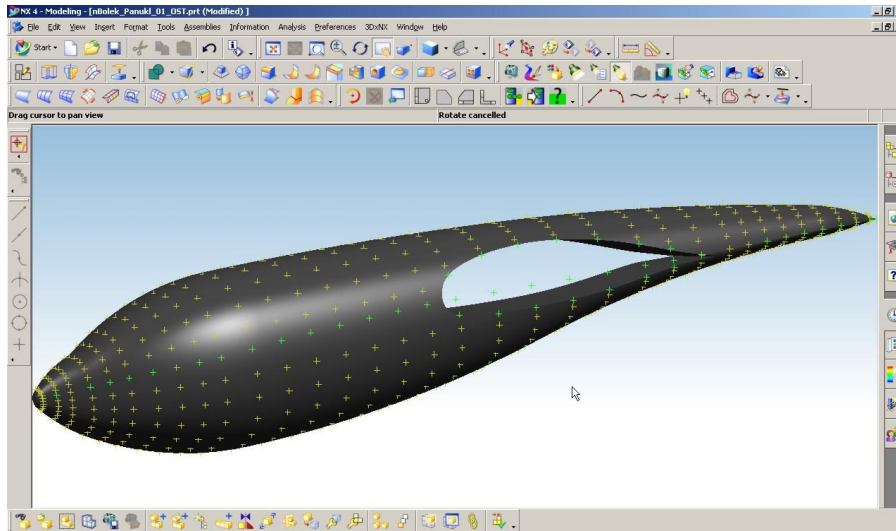 NX 4 - Modeling - [nBolek_Panukl_01_OST.prt (Modified) ]
File Edit View Insert Format Tools Assemblies Information Analysis Preferences 3DxNX Window Help
Start
Drag cursor to pan view Rotate cancelled